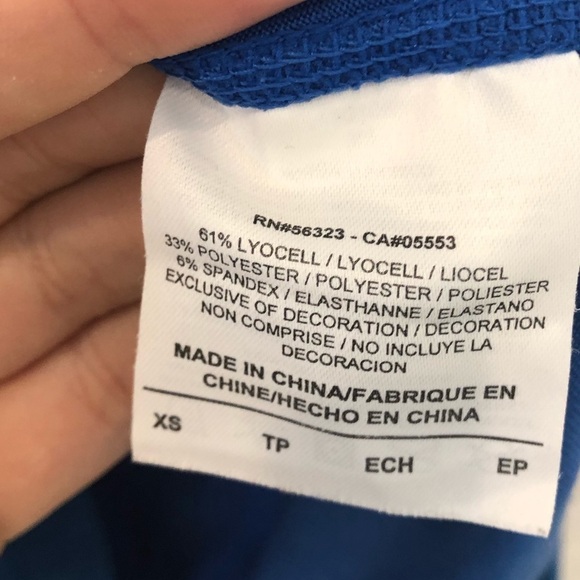 RN#56323 - CA#05553
61% LYOCELL / LYOCELL / LIOCEL
33% POLYESTER / POLYESTER / POLIESTER
6% SPANDEX / ELASTHANNE / ELASTANO
EXCLUSIVE OF DECORATION / DECORATION
NON COMPRISE / NO INCLUYE LA
DECORACION
MADE IN CHINA/FABRIQUE EN
CHINE/HECHO EN CHINA
XS TP ECH EP